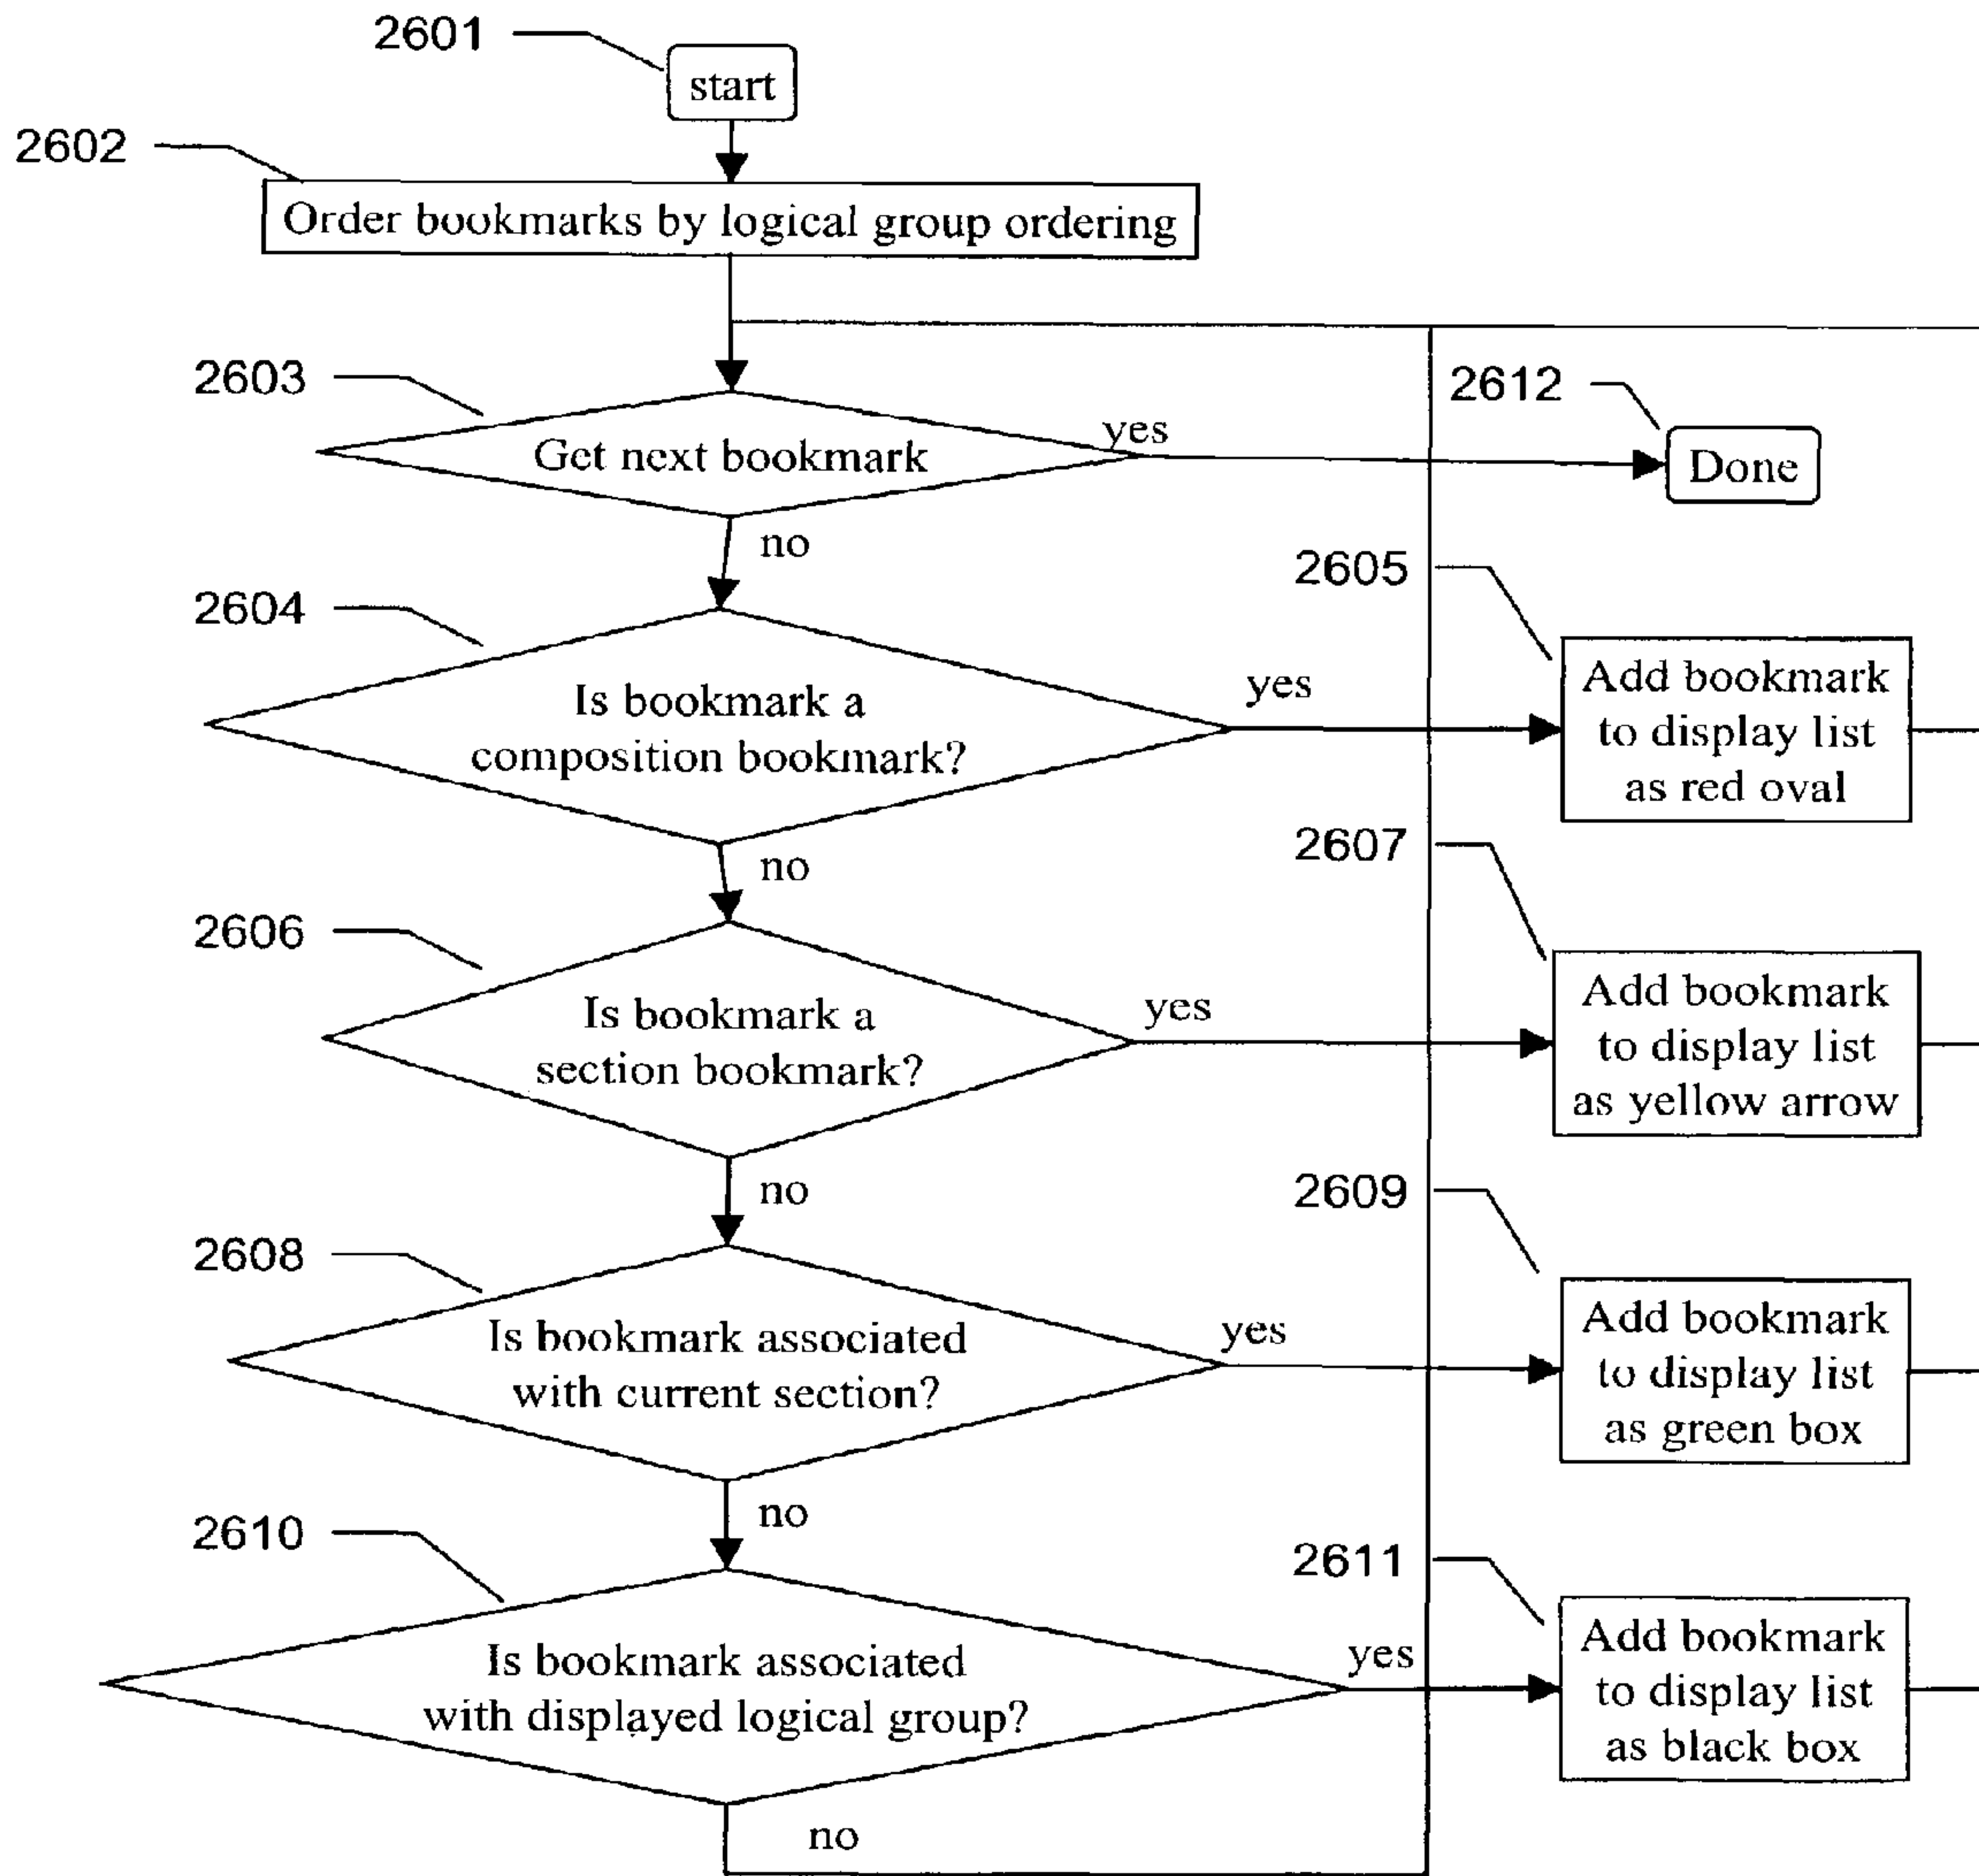 2601
start
2602
Order bookmarks by logical group ordering
2603
Get next bookmark
yes
2612
Done
no
2604
Is bookmark a
composition bookmark?
yes
2605
Add bookmark
to display list
as red oval
no
2606
Is bookmark a
section bookmark?
yes
2607
Add bookmark
to display list
as yellow arrow
no
2608
Is bookmark associated
with current section?
yes
2609
Add bookmark
to display list
as green box
no
2610
Is bookmark associated
with displayed logical group?
yes
2611
Add bookmark
to display list
as black box
no